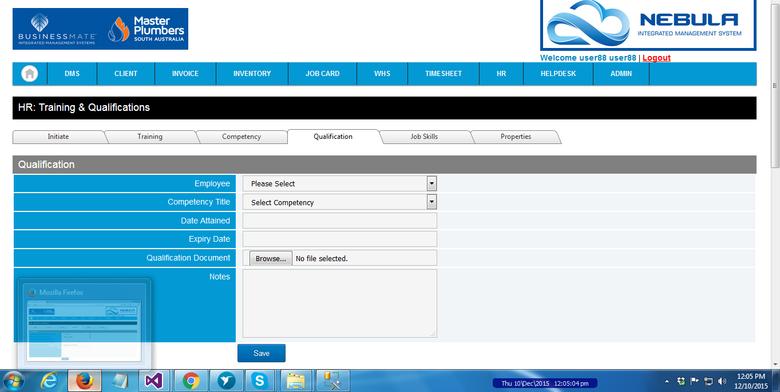 BUSINESSMATE
INTEGRATED MANAGEMENT SYSTEMS
Master
Plumbers
SOUTH AUSTRALIA
NEBULA
INTEGRATED MANAGEMENT SYSTEM
Welcome user88 user88 | Logout
DMS CLIENT INVOICE INVENTORY JOB CARD WHS TIMESHEET HR HELPDESK ADMIN
HR: Training & Qualifications
Initiate Training Competency Qualification Job Skills Properties
Qualification
Employee Please Select
Competency Title Select Competency
Date Attained
Expiry Date
Qualification Document Browse... No file selected.
Notes
Mozilla Firefox
Save
Thu 10\Dec\2015 12:05:04 pm
12:05 PM
12/10/2015